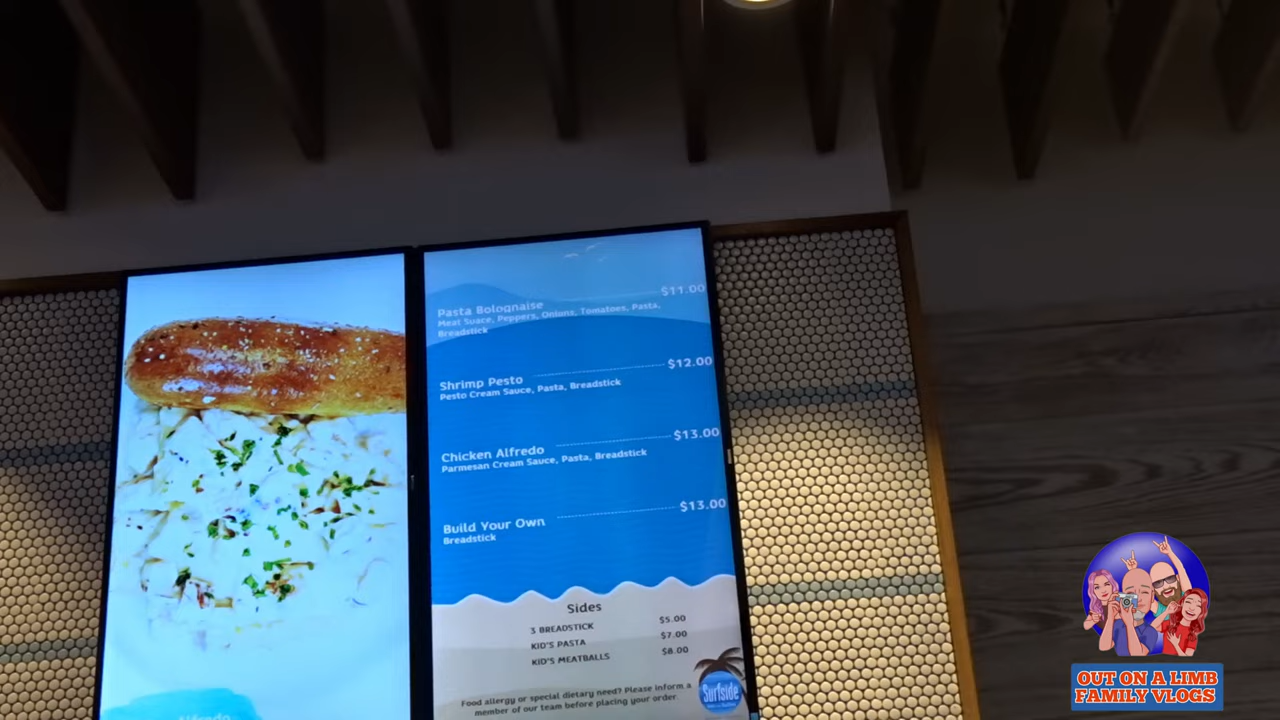 Pasta Bolognaise $11.00
Meat Suace, Peppers, Onions, Tomatoes, Pasta,
Breadstick
Shrimp Pesto $12.00
Pesto Cream Sauce, Pasta, Breadstick
Chicken Alfredo $13.00
Parmesan Cream Sauce, Pasta, Breadstick
Build Your Own $13.00
Breadstick
Sides
3 BREADSTICK $5.00
KID'S PASTA $7.00
KID'S MEATBALLS $8.00
Food allergy or special dietary need? Please inform a
member of our team before placing your order.
Surfside
Alfredo
OUT ON A LIMB
FAMILY VLOGS